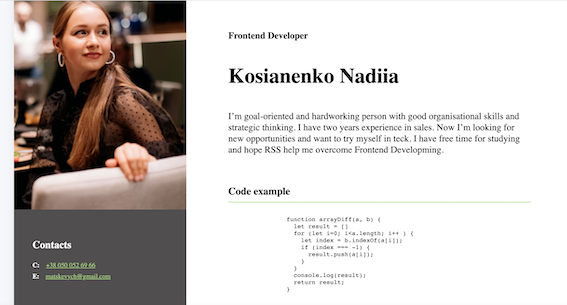 Frontend Developer
Kosianenko Nadiia
I'm goal-oriented and hardworking person with good organisational skills and
strategic thinking. I have two years experience in sales. Now I'm looking for
new opportunities and want to try myself in teck. I have free time for studying
and hope RSS help me overcome Frontend Developming.
Code example
function arrayDiff(a, b) {
let result = []
for (let i=0; i<a.length; i++ ) {
let index = b.indexOf(a[i]);
if (index === -1) {
result.push(a[i]);
}
}
console.log(result);
return result;
}
Contacts
C: +38 050 052 69 66
E: matskevych@gmail.com